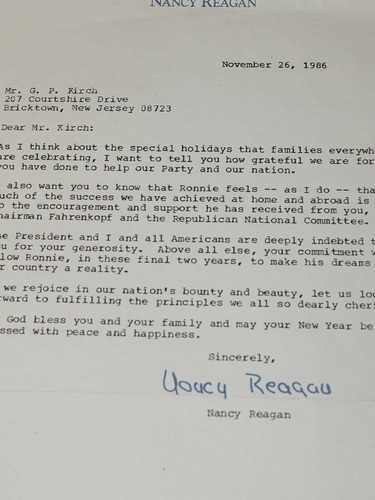 NANCY REAGAN
November 26, 1986
Mr. G. P. Kirch
207 Courtshire Drive
Bricktown, New Jersey 08723
Dear Mr. Kirch:
As I think about the special holidays that families everywh
are celebrating, I want to tell you how grateful we are for
you have done to help our Party and our nation.
also want you to know that Ronnie feels -- as I do -- tha
uch of the success we have achieved at home and abroad is
o the encouragement and support he has received from you,
hairman Fahrenkopf and the Republican National Committee.
he President and I and all Americans are deeply indebted t
ou for your generosity. Above all else, your commitment w
low Ronnie, in these final two years, to make his dreams
r country a reality.
we rejoice in our nation's bounty and beauty, let us loo
rward to fulfilling the principles we all so dearly cheri
God bless you and your family and may your New Year be
ssed with peace and happiness.
Sincerely,
Nancy Reagan
Nancy Reagan